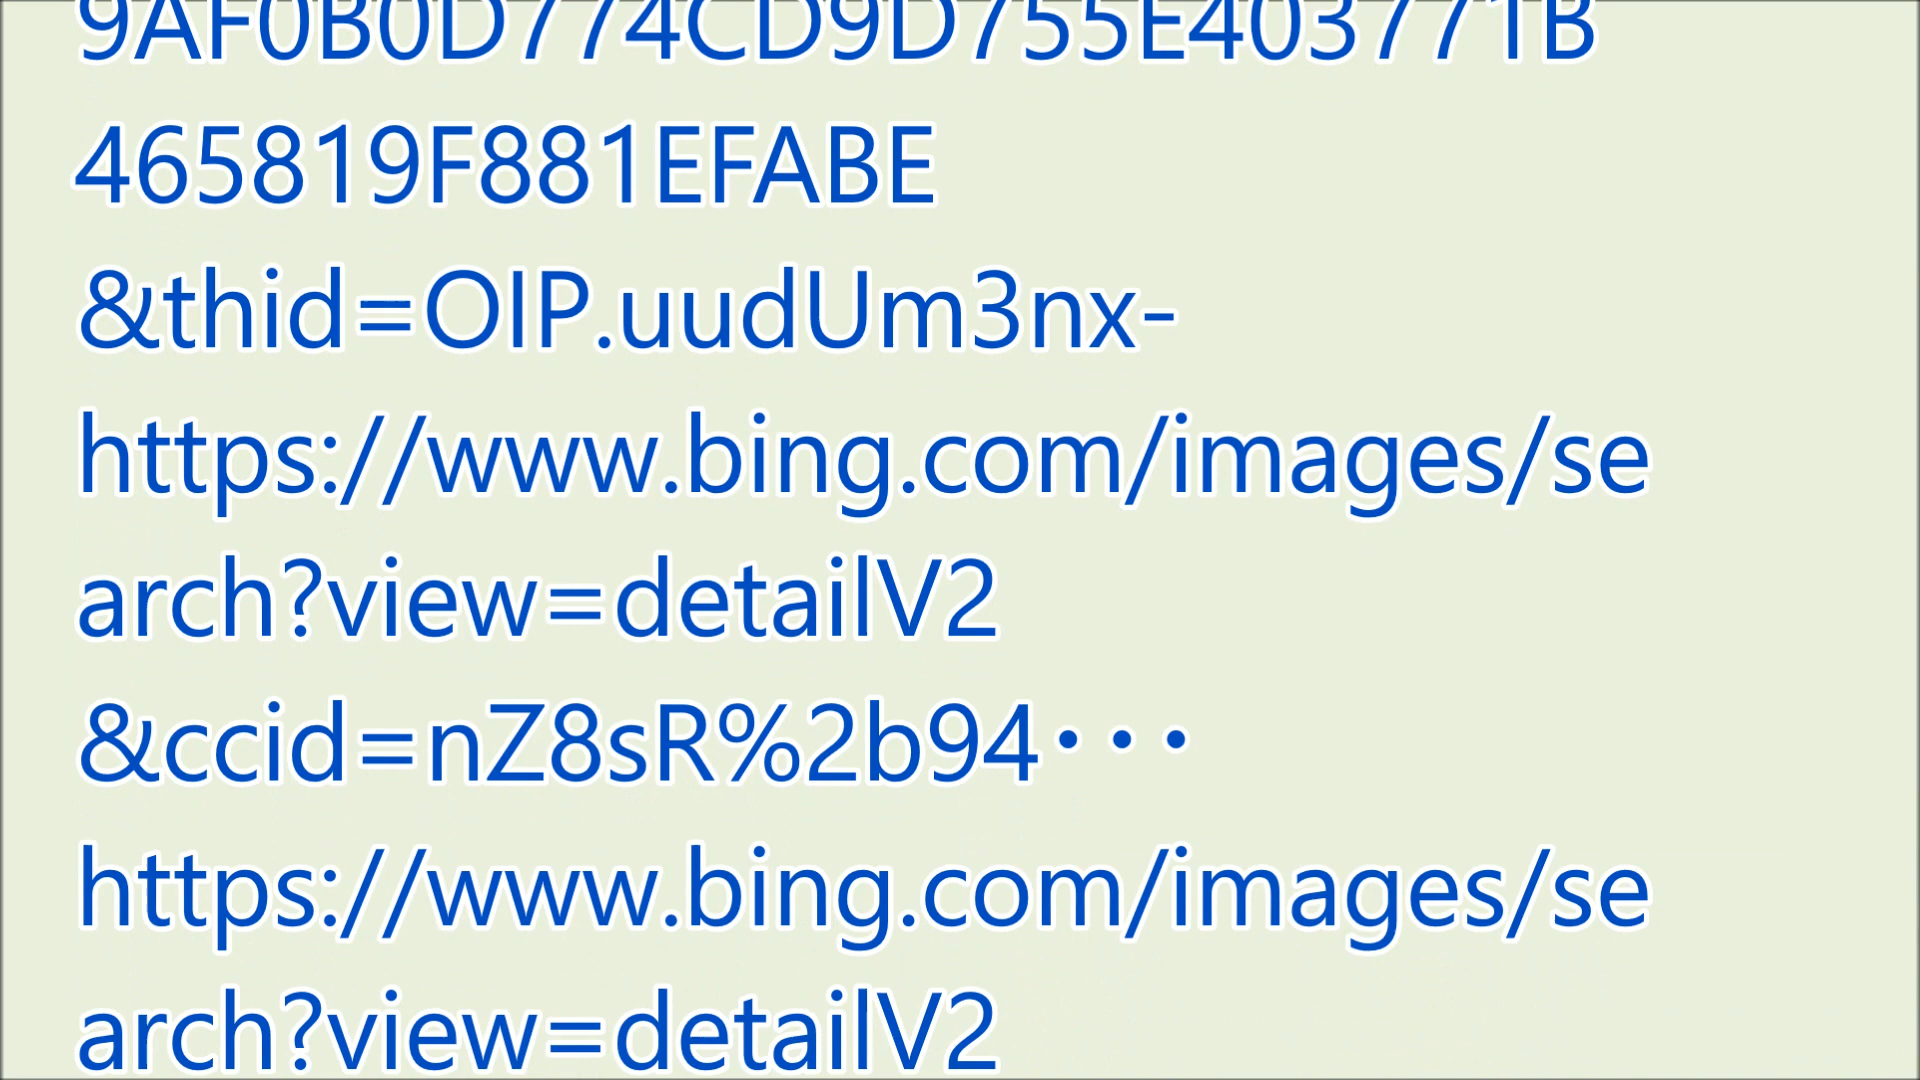 9AF0B0D774CD9D755E403771B
465819F881EFABE
&thid=OIP.uudUm3nx-
https://www.bing.com/images/se
arch?view=detailV2
&ccid=nZ8sR%2b94・・・
https://www.bing.com/images/se
arch?view=detailV2